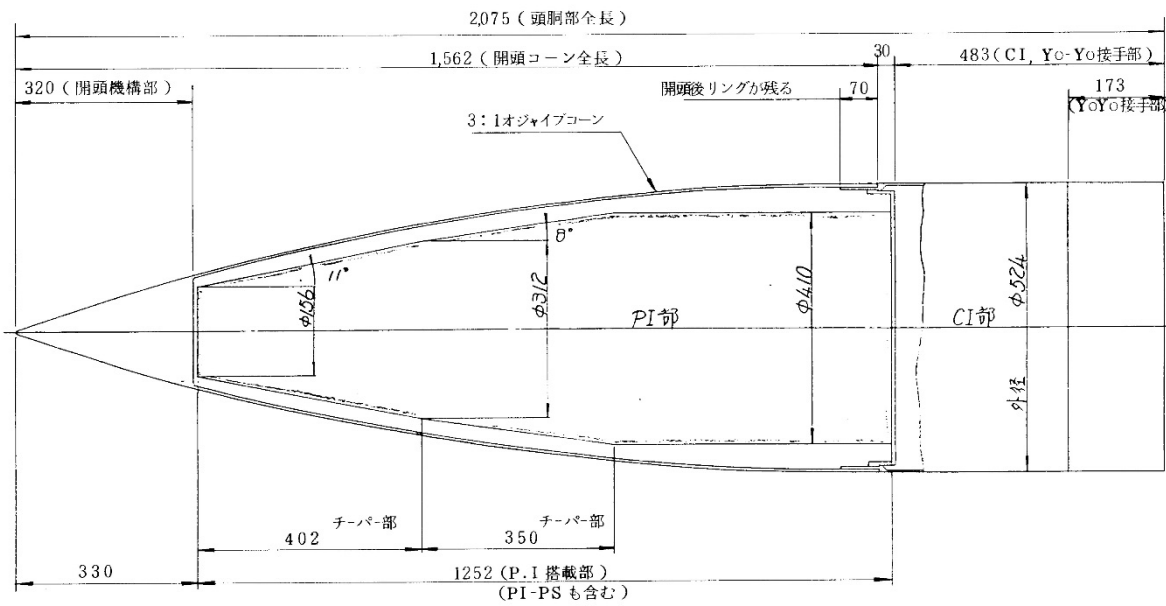 2,075 (頭胴部全長)
1,562 (開頭コーン全長)
30
483(CI, Yo-Yo接手部)
320 (開頭機構部)
開頭後リングが残る
70
173
(YoYo接手部)
3:1オジャイブコーン
8°
11°
φ156
φ312
φ410
φ524
PI部
CI部
外径
チーパー部
チーパー部
402
350
330
1252 (P.I 搭載部)
(PI-PSも含む)